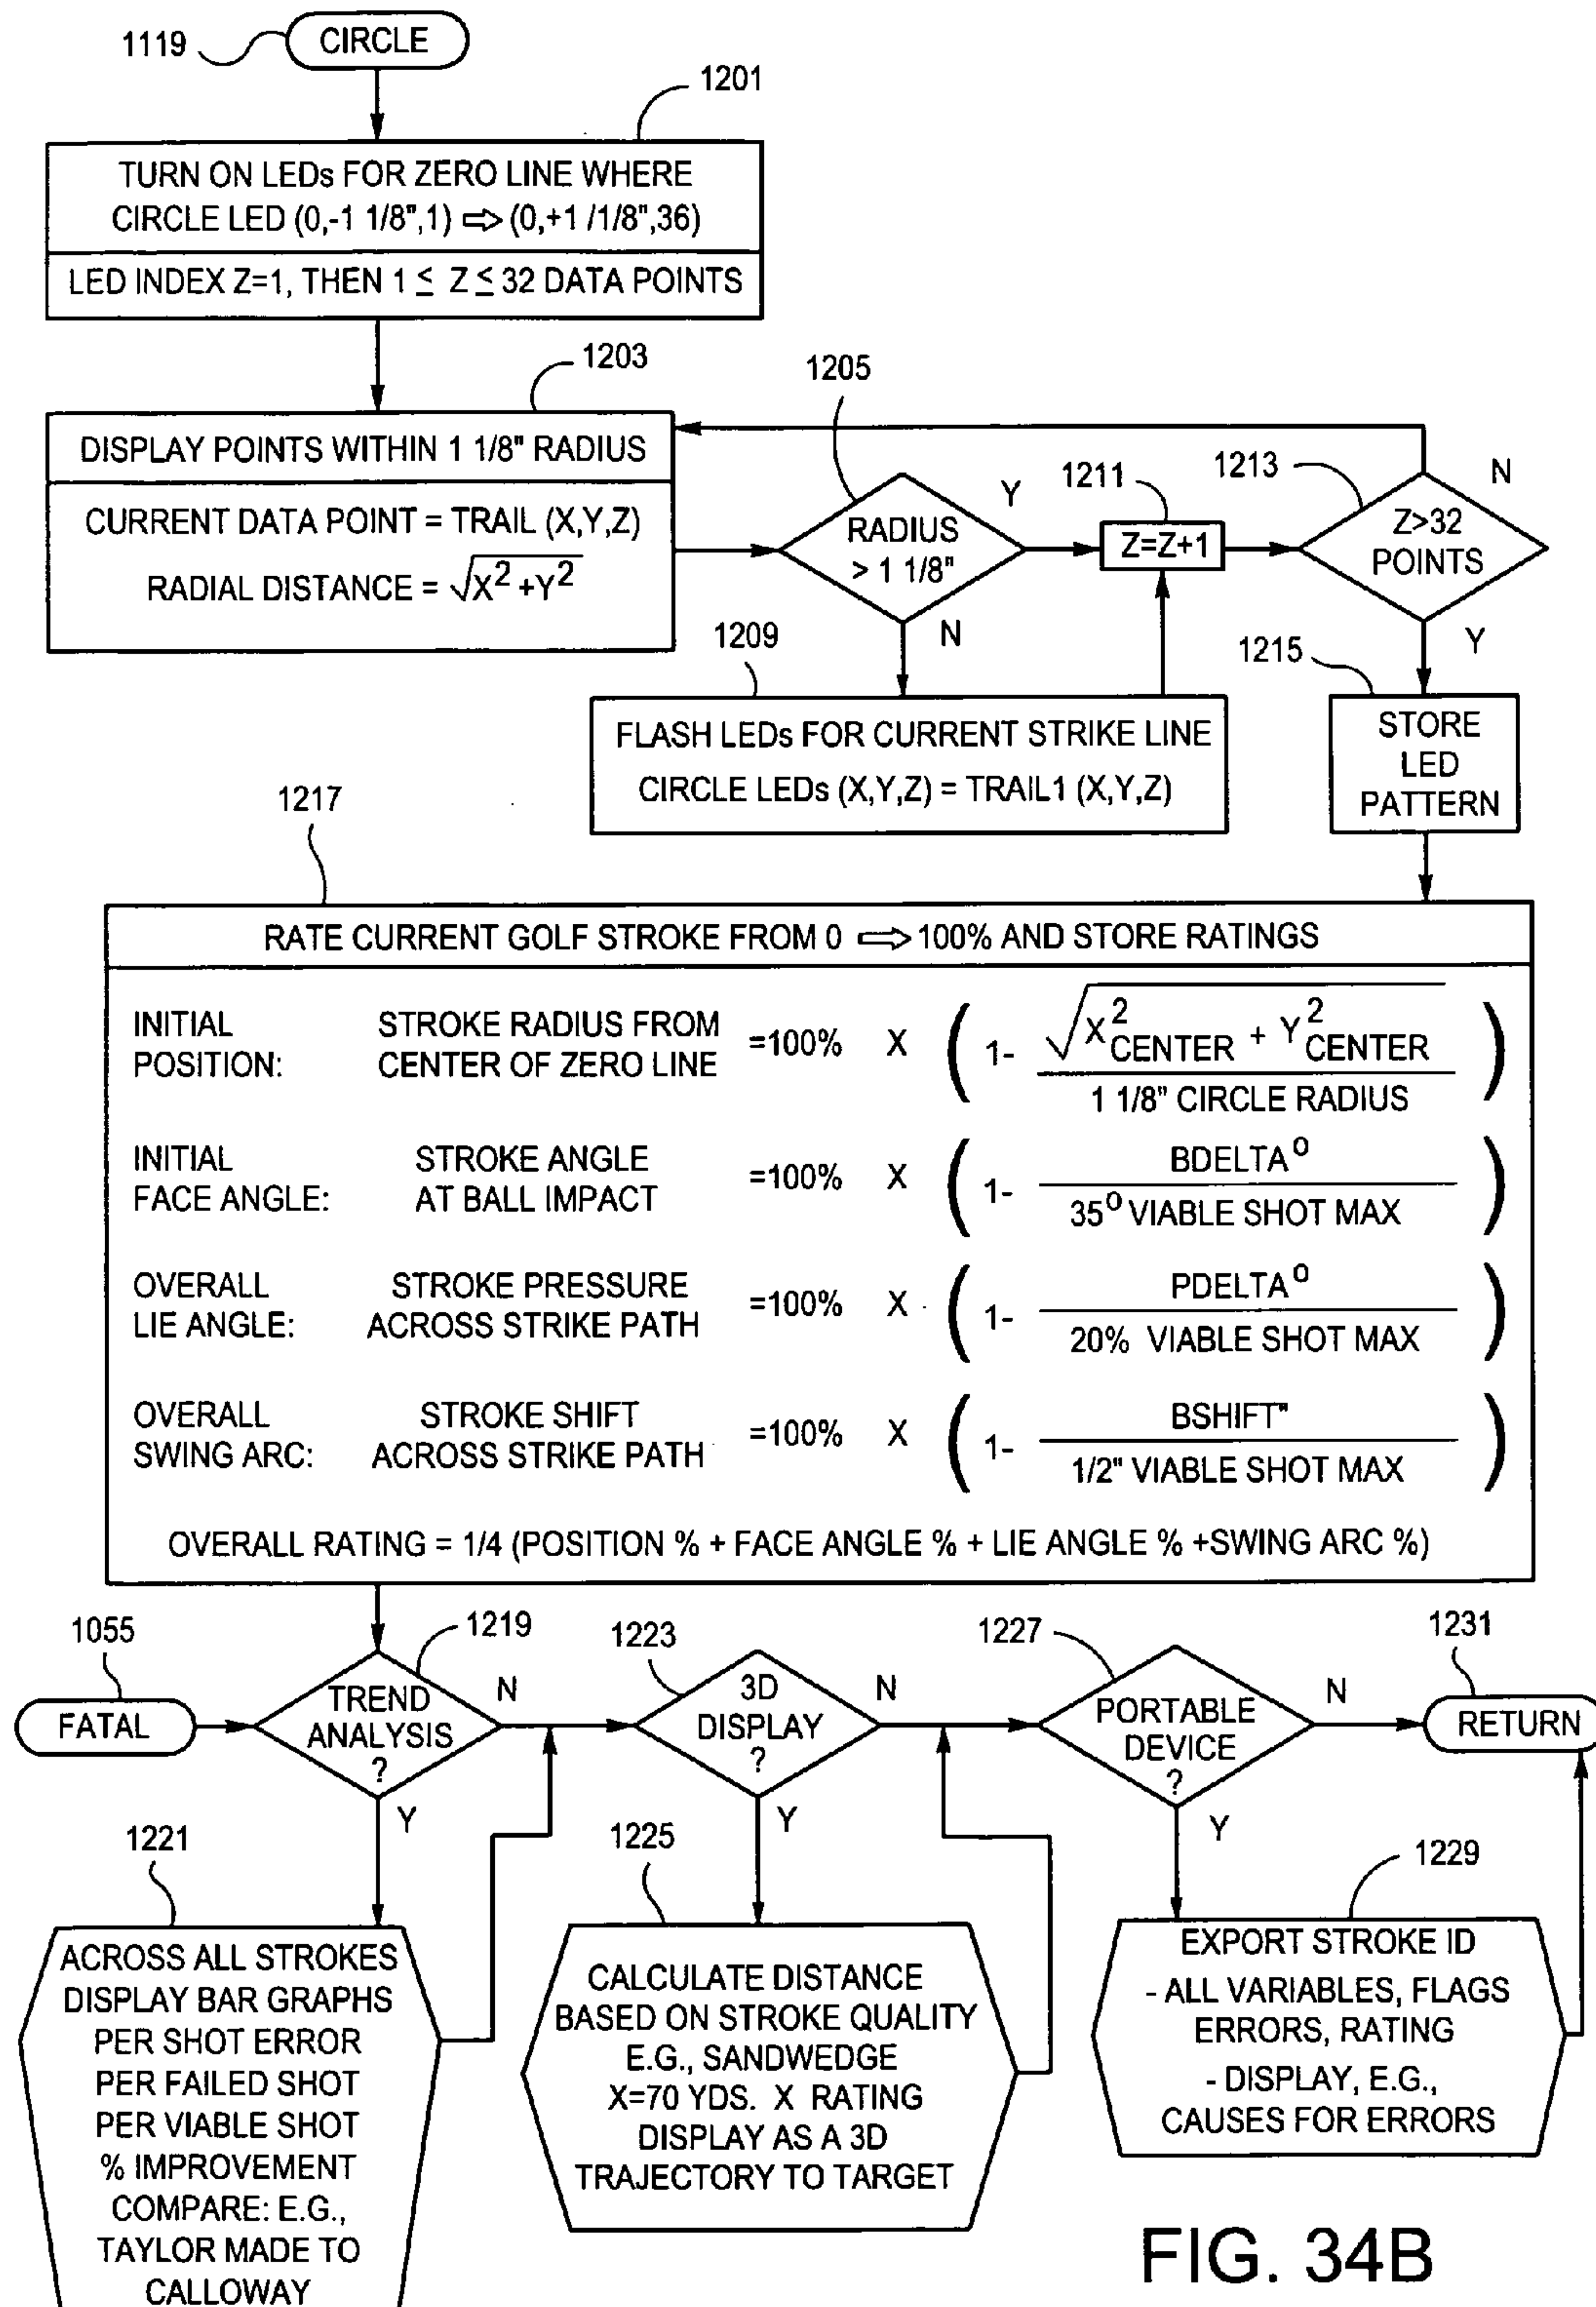 1119
CIRCLE
1201
TURN ON LEDs FOR ZERO LINE WHERE
CIRCLE LED (0,-1 1/8",1) ⇨ (0,+1 /1/8",36)
LED INDEX Z=1, THEN 1 ≤ Z ≤ 32 DATA POINTS
1203
DISPLAY POINTS WITHIN 1 1/8" RADIUS
CURRENT DATA POINT = TRAIL (X,Y,Z)
RADIAL DISTANCE = √X² +Y²
1205
RADIUS
> 1 1/8"
Y
N
1211
Z=Z+1
1213
Z>32
POINTS
N
Y
1209
FLASH LEDs FOR CURRENT STRIKE LINE
CIRCLE LEDs (X,Y,Z) = TRAIL1 (X,Y,Z)
1215
STORE
LED
PATTERN
1217
RATE CURRENT GOLF STROKE FROM 0 ⇨ 100% AND STORE RATINGS
INITIAL
POSITION:
STROKE RADIUS FROM
CENTER OF ZERO LINE
=100% X ( 1- √X² CENTER + Y² CENTER
1 1/8" CIRCLE RADIUS )
INITIAL
FACE ANGLE:
STROKE ANGLE
AT BALL IMPACT
=100% X ( 1- BDELTA⁰
35⁰ VIABLE SHOT MAX )
OVERALL
LIE ANGLE:
STROKE PRESSURE
ACROSS STRIKE PATH
=100% X ( 1- PDELTA⁰
20% VIABLE SHOT MAX )
OVERALL
SWING ARC:
STROKE SHIFT
ACROSS STRIKE PATH
=100% X ( 1- BSHIFT"
1/2" VIABLE SHOT MAX )
OVERALL RATING = 1/4 (POSITION % + FACE ANGLE % + LIE ANGLE % +SWING ARC %)
1055
FATAL
1219
TREND
ANALYSIS
?
N
Y
1223
3D
DISPLAY
?
N
Y
1227
PORTABLE
DEVICE
?
N
Y
1231
RETURN
1221
ACROSS ALL STROKES
DISPLAY BAR GRAPHS
PER SHOT ERROR
PER FAILED SHOT
PER VIABLE SHOT
% IMPROVEMENT
COMPARE: E.G.,
TAYLOR MADE TO
CALLOWAY
1225
CALCULATE DISTANCE
BASED ON STROKE QUALITY
E.G., SANDWEDGE
X=70 YDS. X RATING
DISPLAY AS A 3D
TRAJECTORY TO TARGET
1229
EXPORT STROKE ID
- ALL VARIABLES, FLAGS
ERRORS, RATING
- DISPLAY, E.G.,
CAUSES FOR ERRORS
FIG. 34B